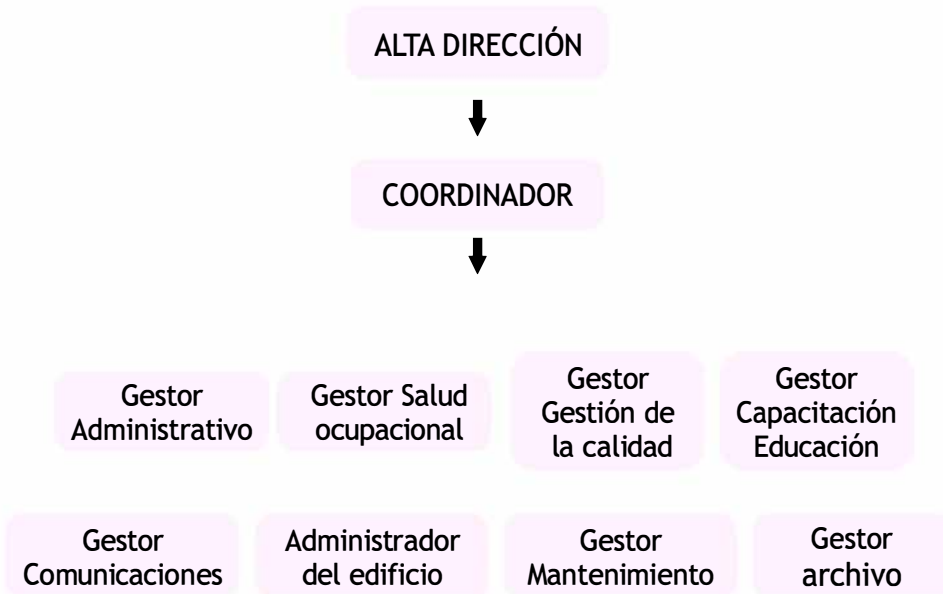 ALTA DIRECCIÓN
COORDINADOR
Gestor
Administrativo
Gestor Salud
ocupacional
Gestor
Gestión de
la calidad
Gestor
Capacitación
Educación
Gestor
Comunicaciones
Administrador
del edificio
Gestor
Mantenimiento
Gestor
archivo